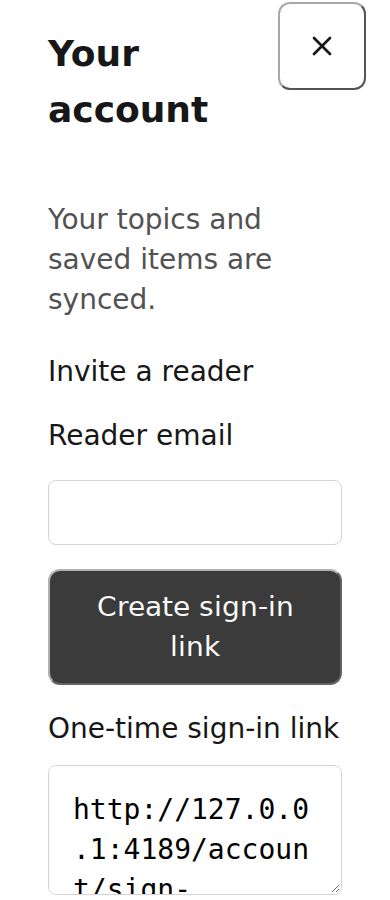 Your
account
Your topics and
saved items are
synced.
Invite a reader
Reader email
Create sign-in
link
One-time sign-in link
http://127.0.0
.1:4189/accoun
t/sign-